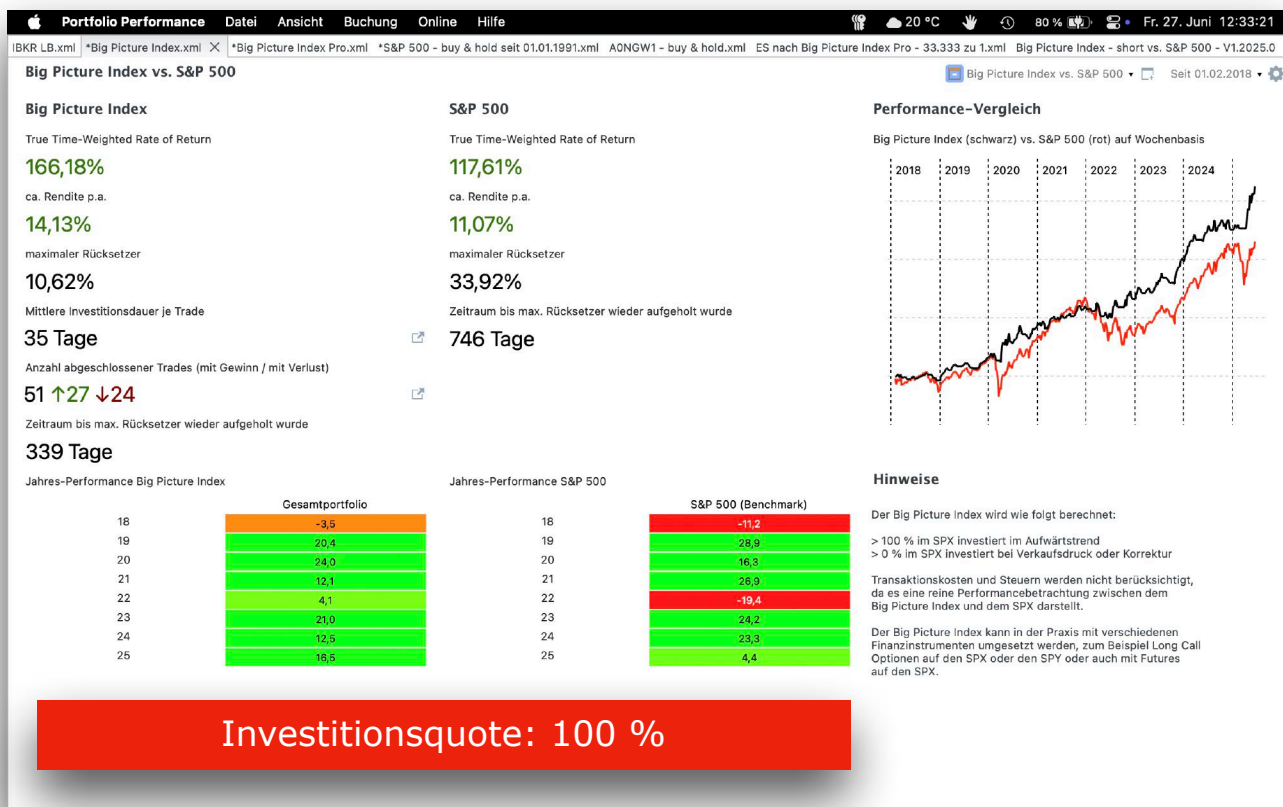 Portfolio Performance Datei Ansicht Buchung Online Hilfe 20 °C 80 % Fr. 27. Juni 12:33:21
IBKR LB.xml *Big Picture Index.xml *Big Picture Index Pro.xml *S&P 500 - buy & hold seit 01.01.1991.xml A0NGW1 - buy & hold.xml ES nach Big Picture Index Pro - 33.333 zu 1.xml Big Picture Index - short vs. S&P 500 - V1.2025.0
Big Picture Index vs. S&P 500
Big Picture Index vs. S&P 500 Seit 01.02.2018
Big Picture Index
True Time-Weighted Rate of Return
166,18%
ca. Rendite p.a.
14,13%
maximaler Rücksetzer
10,62%
Mittlere Investitionsdauer je Trade
35 Tage
Anzahl abgeschlossener Trades (mit Gewinn / mit Verlust)
51 ↑27 ↓24
Zeitraum bis max. Rücksetzer wieder aufgeholt wurde
339 Tage
S&P 500
True Time-Weighted Rate of Return
117,61%
ca. Rendite p.a.
11,07%
maximaler Rücksetzer
33,92%
Zeitraum bis max. Rücksetzer wieder aufgeholt wurde
746 Tage
Performance-Vergleich
Big Picture Index (schwarz) vs. S&P 500 (rot) auf Wochenbasis
2018 2019 2020 2021 2022 2023 2024
Jahres-Performance Big Picture Index
Gesamtportfolio
18 -3,5
19 20,4
20 24,0
21 12,1
22 4,1
23 21,0
24 12,5
25 16,5
Jahres-Performance S&P 500
S&P 500 (Benchmark)
18 -11,2
19 28,9
20 16,3
21 26,9
22 -19,4
23 24,2
24 23,3
25 4,4
Hinweise
Der Big Picture Index wird wie folgt berechnet:
> 100 % im SPX investiert im Aufwärtstrend
> 0 % im SPX investiert bei Verkaufsdruck oder Korrektur
Transaktionskosten und Steuern werden nicht berücksichtigt,
da es eine reine Performancebetrachtung zwischen dem
Big Picture Index und dem SPX darstellt.
Der Big Picture Index kann in der Praxis mit verschiedenen
Finanzinstrumenten umgesetzt werden, zum Beispiel Long Call
Optionen auf den SPX oder den SPY oder auch mit Futures
auf den SPX.
Investitionsquote: 100 %